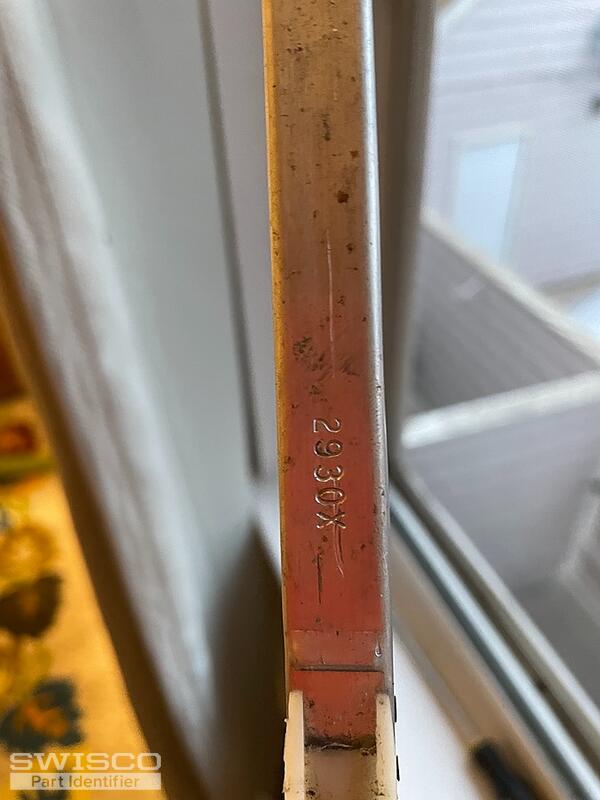 2930X
SWISCO
Part Identifier